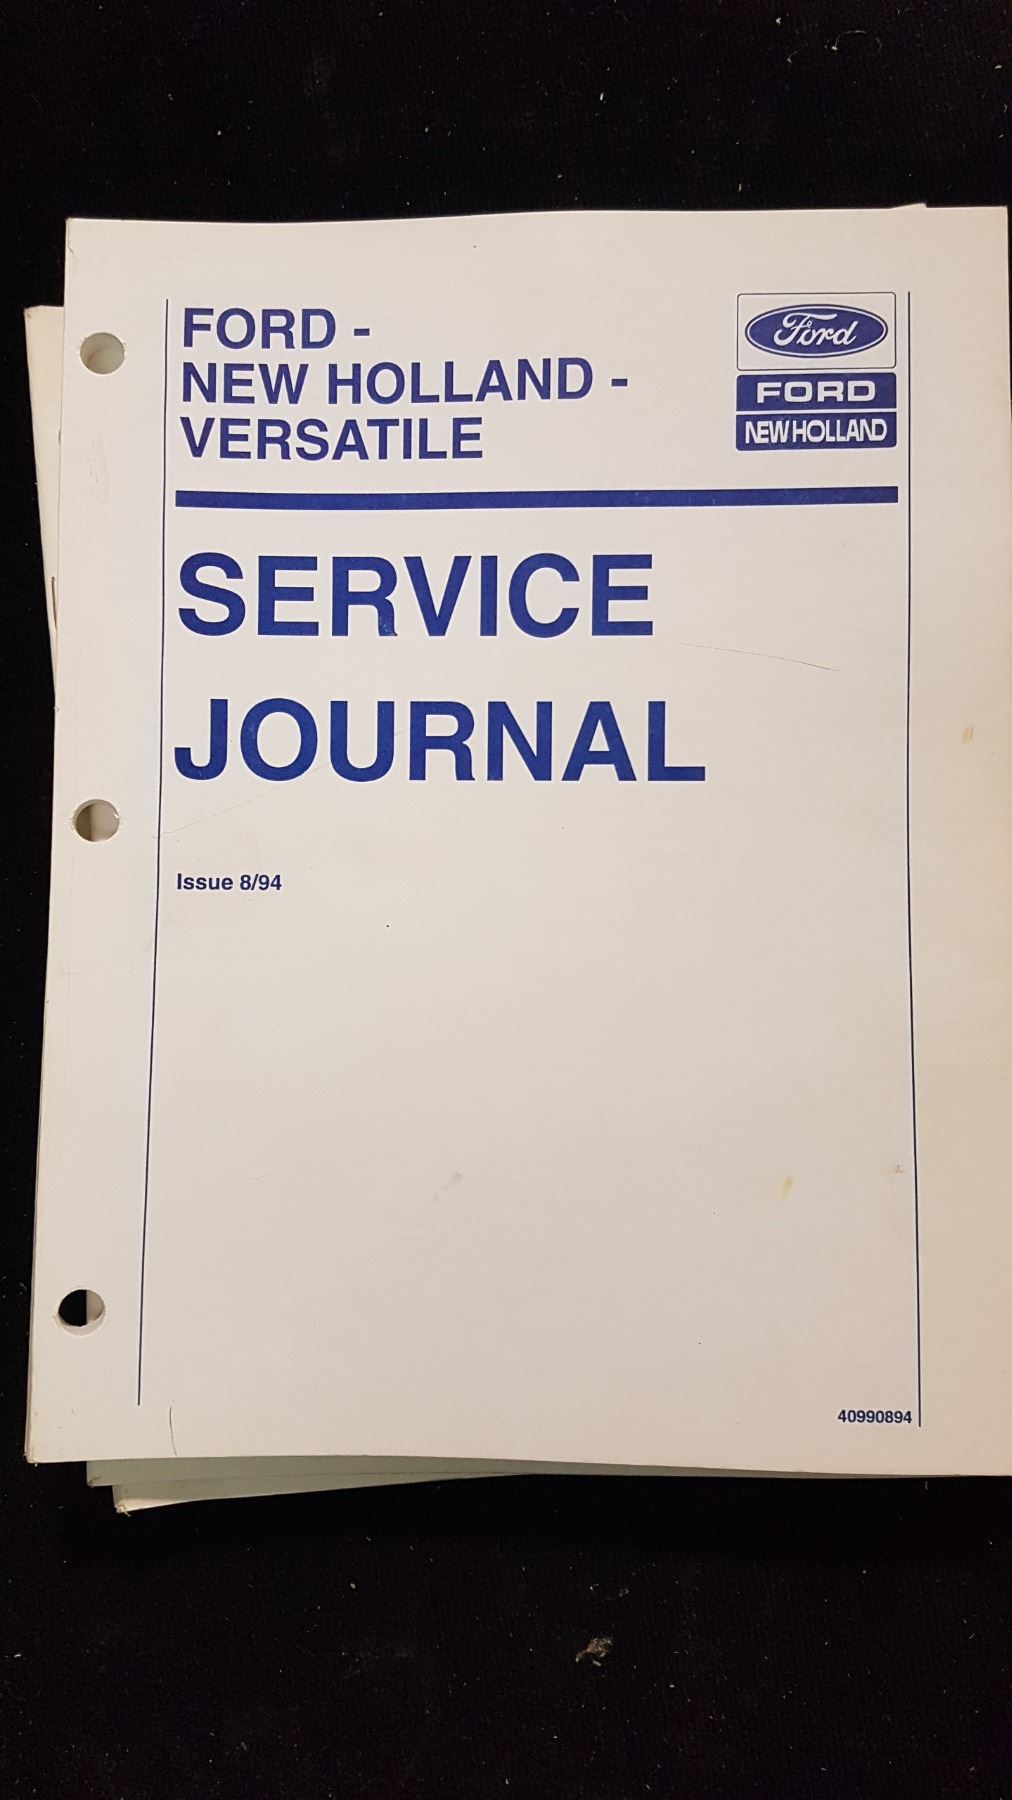 FORD -
NEW HOLLAND -
VERSATILE
Ford
FORD
NEW HOLLAND
SERVICE
JOURNAL
Issue 8/94
40990894